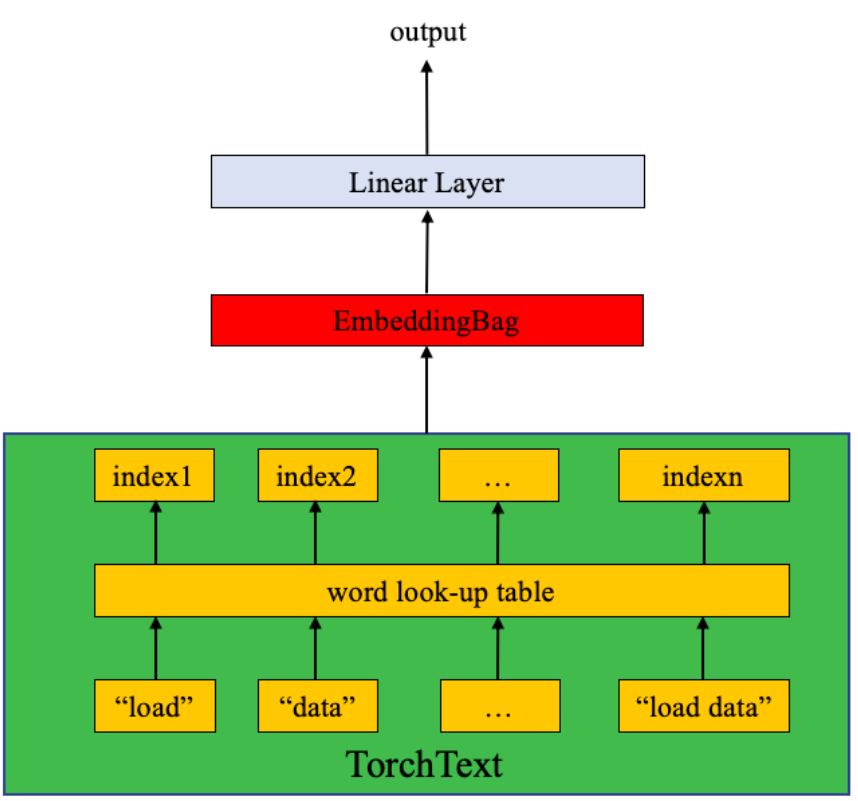 output
Linear Layer
EmbeddingBag
index1 index2 … indexn
word look-up table
“load” “data” … “load data”
TorchText